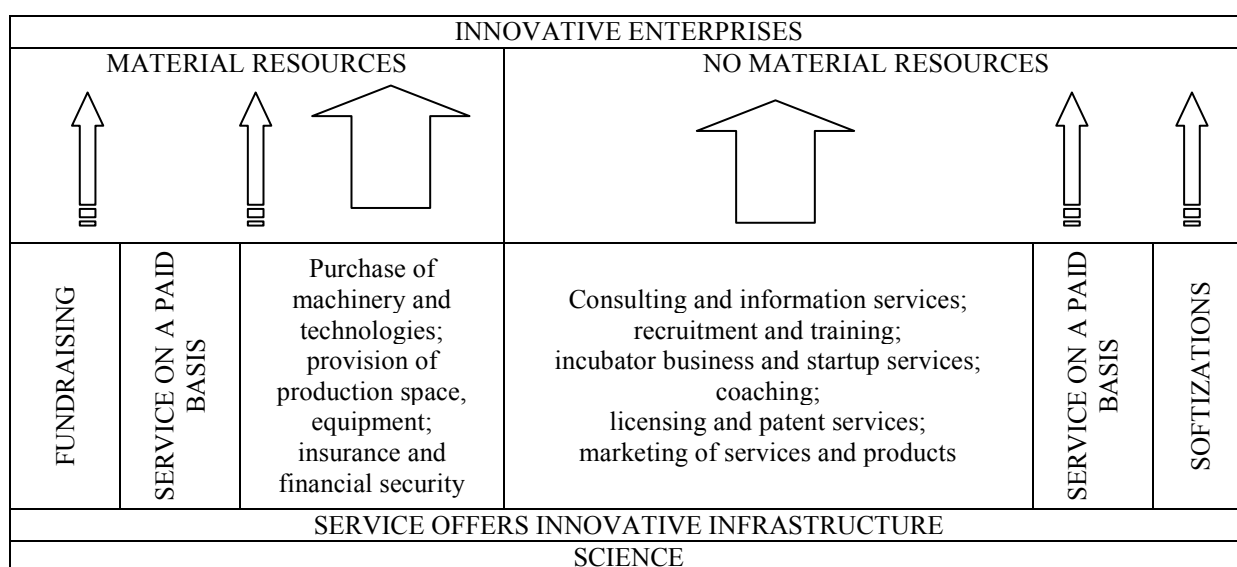 INNOVATIVE ENTERPRISES
MATERIAL RESOURCES
NO MATERIAL RESOURCES
FUNDRAISING
SERVICE ON A PAID
BASIS
Purchase of
machinery and
technologies;
provision of
production space,
equipment;
insurance and
financial security
Consulting and information services;
recruitment and training;
incubator business and startup services;
coaching;
licensing and patent services;
marketing of services and products
SERVICE ON A PAID
BASIS
SOFTIZATIONS
SERVICE OFFERS INNOVATIVE INFRASTRUCTURE
SCIENCE